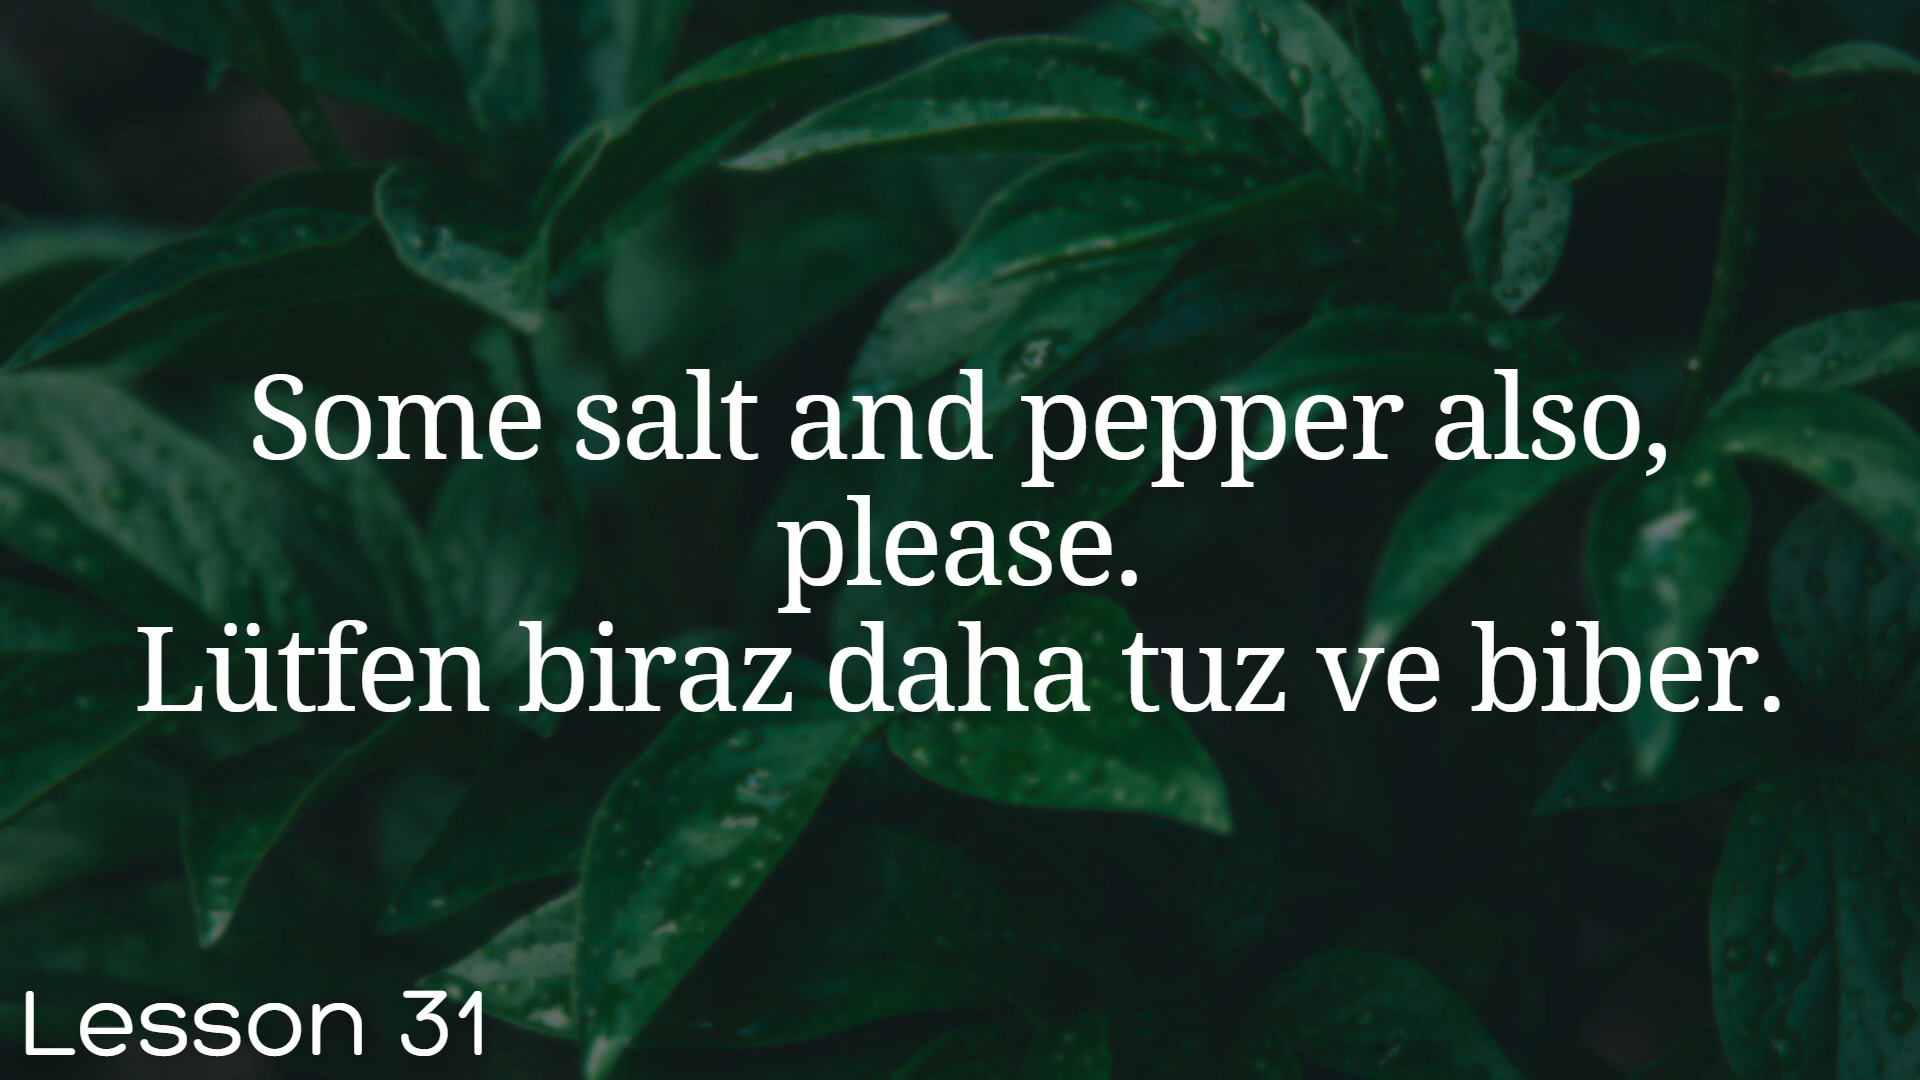 Some salt and pepper also,
please.
Lütfen biraz daha tuz ve biber.
Lesson 31